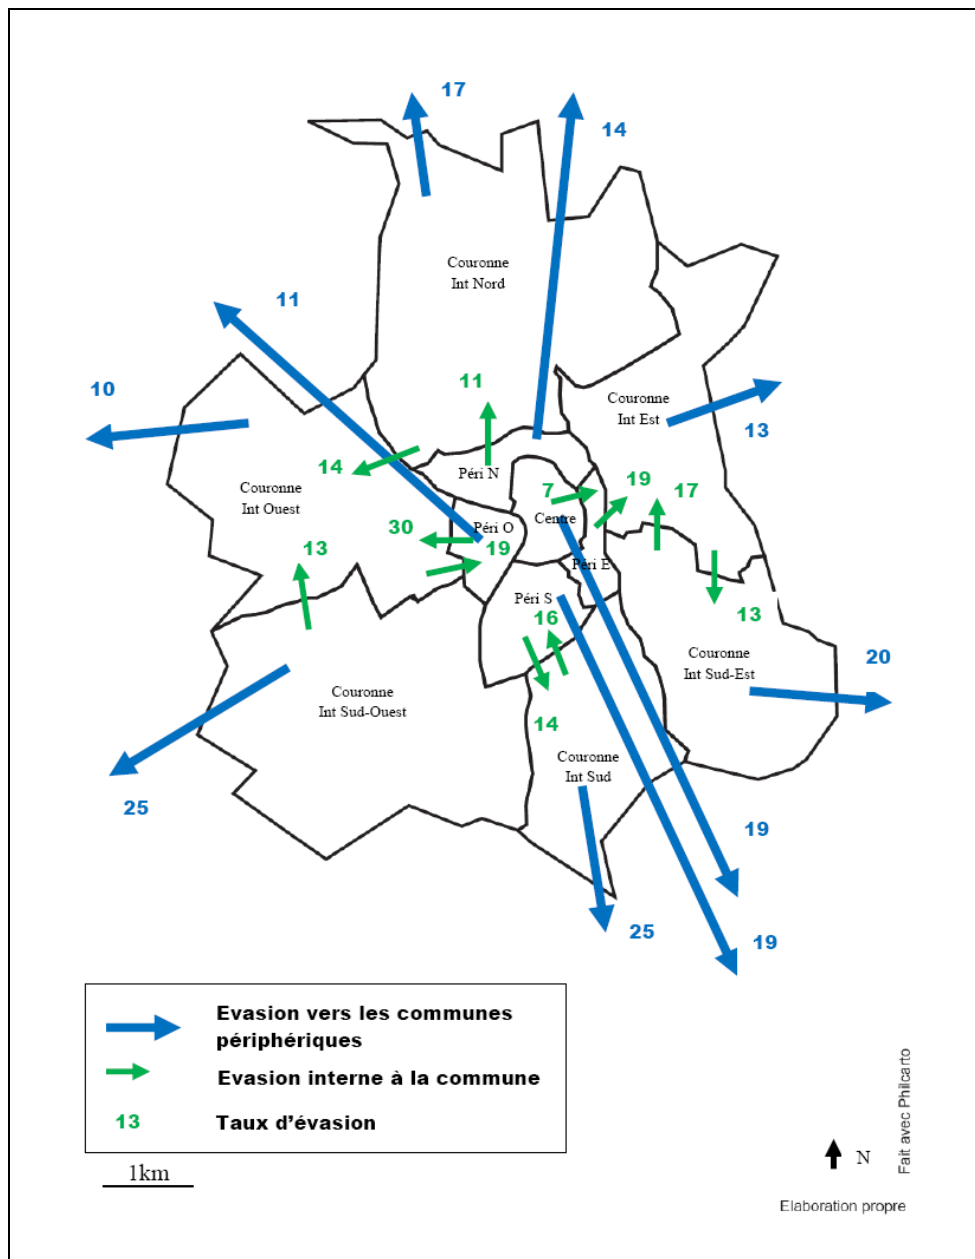 17
14
Couronne
Int Nord
11
10
Couronne
Int Est
13
11
14
Péri N
Couronne
Int Ouest
7
19
17
30
Péri O
Centre
19
13
Péri E
Péri S
13
16
Couronne
Int Sud-Est
20
Couronne
Int Sud-Ouest
14
Couronne
Int Sud
25
19
25
19
Evasion vers les communes
périphériques
Evasion interne à la commune
13 Taux d'évasion
1km
N
Fait avec Philcarto
Elaboration propre